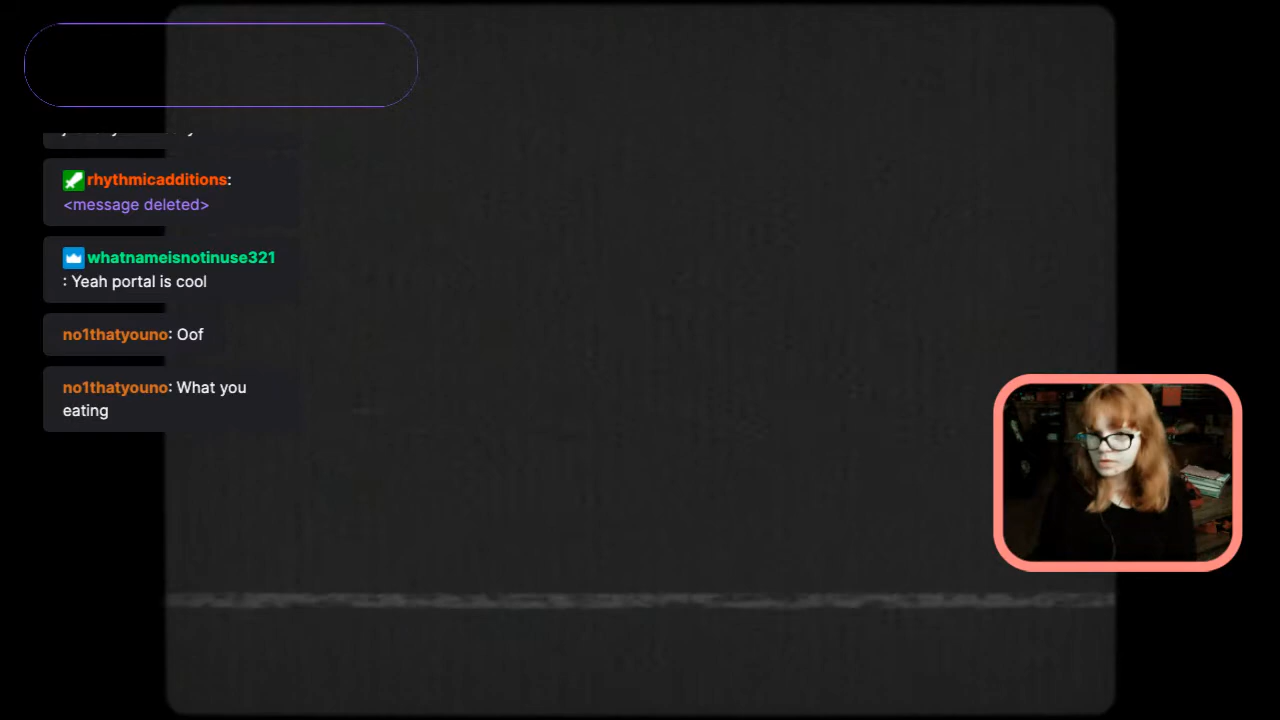 rhythmicadditions:
<message deleted>
whatnameisnotinuse321
: Yeah portal is cool
no1thatyouno: Oof
no1thatyouno: What you
eating